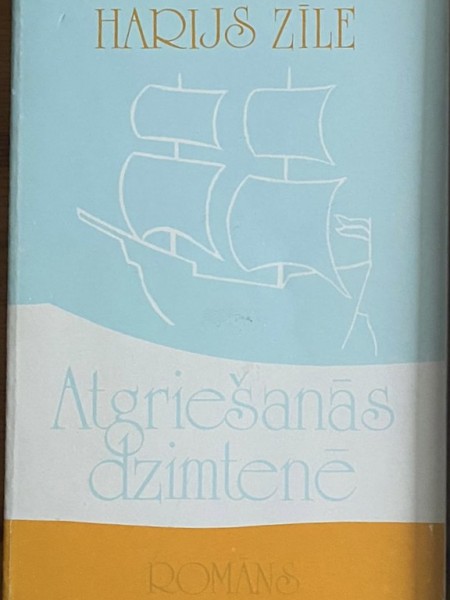 HARIJS ZĪLE
Atgriešanās
dzimtenē
ROMĀNS